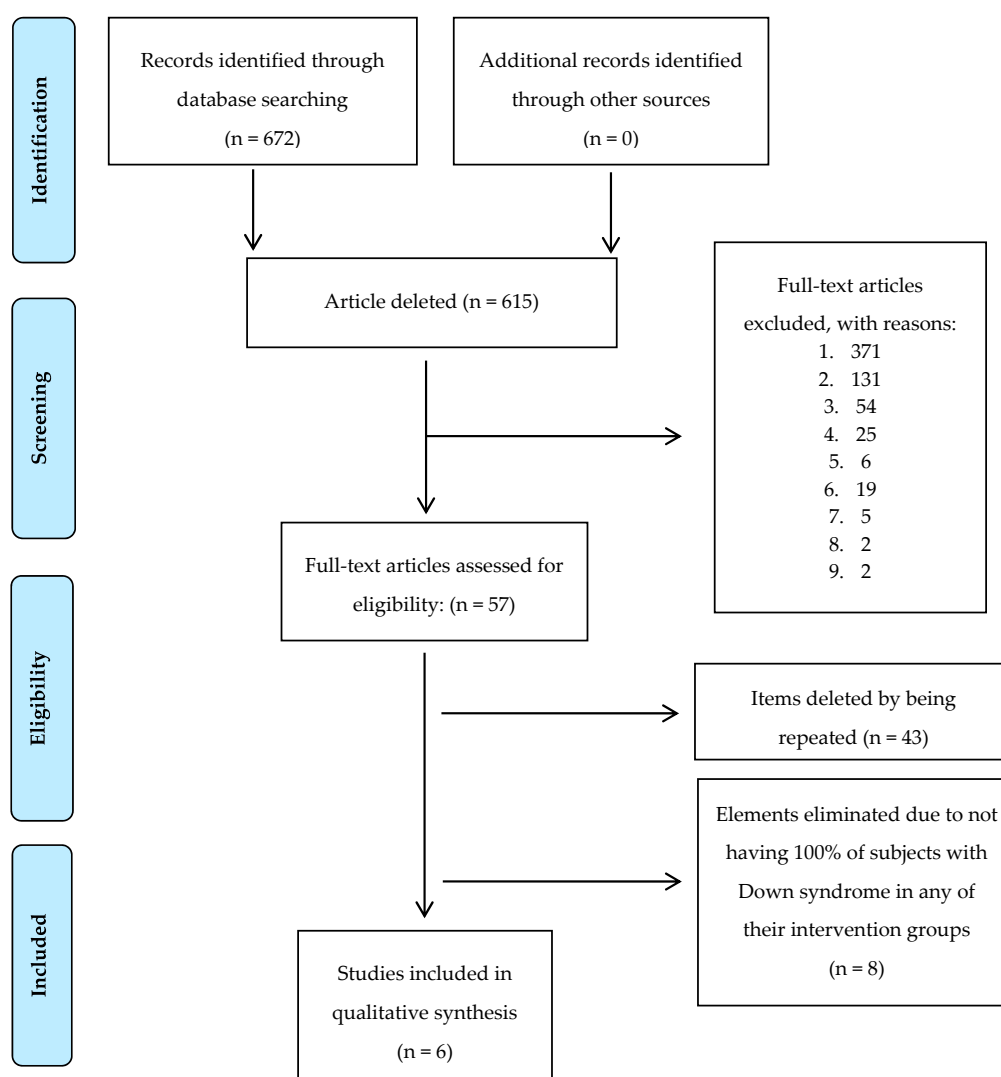 Identification
Records identified through
database searching
(n = 672)
Additional records identified
through other sources
(n = 0)
Article deleted (n = 615)
Screening
Full-text articles
excluded, with reasons:
1. 371
2. 131
3. 54
4. 25
5. 6
6. 19
7. 5
8. 2
9. 2
Full-text articles assessed for
eligibility: (n = 57)
Eligibility
Items deleted by being
repeated (n = 43)
Elements eliminated due to not
having 100% of subjects with
Down syndrome in any of
their intervention groups
(n = 8)
Included
Studies included in
qualitative synthesis
(n = 6)